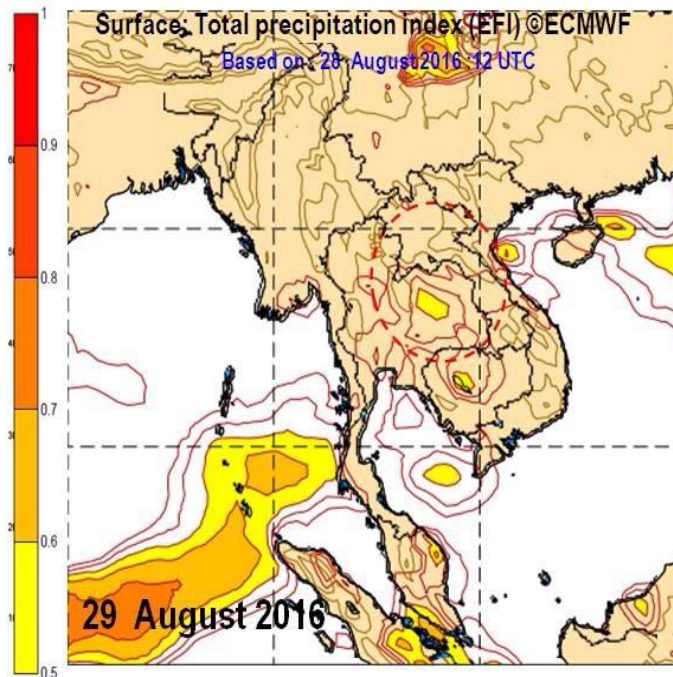 Surface; Total precipitation index (EFI) ©ECMWF
Based on : 28 August 2016 12 UTC
1
0.9
0.8
0.7
0.6
0.5
29 August 2016